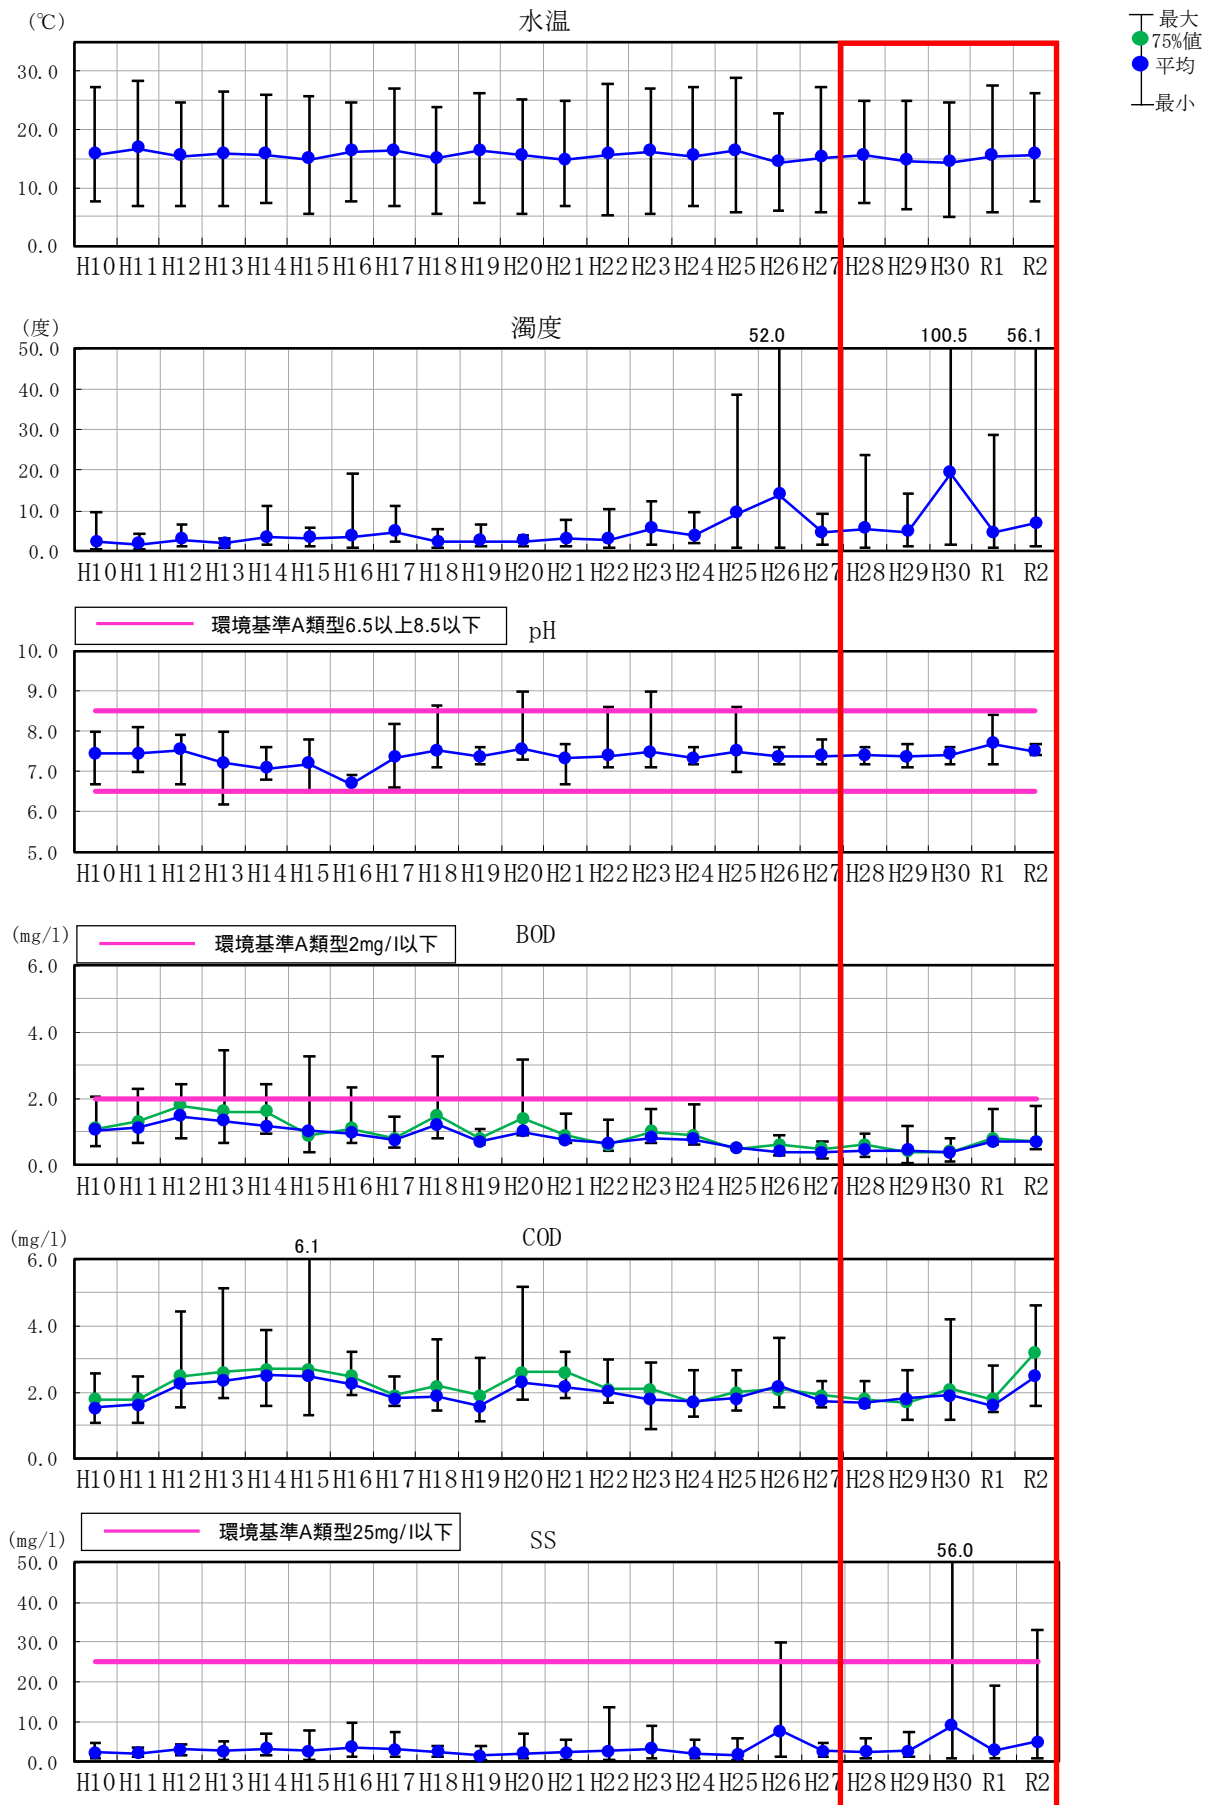 (℃) 水温
30.0
20.0
10.0
0.0
H10 H11 H12 H13 H14 H15 H16 H17 H18 H19 H20 H21 H22 H23 H24 H25 H26 H27 H28 H29 H30 R1 R2
最大
75%値
平均
最小
(度) 濁度
52.0 100.5 56.1
50.0
40.0
30.0
20.0
10.0
0.0
H10 H11 H12 H13 H14 H15 H16 H17 H18 H19 H20 H21 H22 H23 H24 H25 H26 H27 H28 H29 H30 R1 R2
環境基準A類型6.5以上8.5以下 pH
10.0
9.0
8.0
7.0
6.0
5.0
H10 H11 H12 H13 H14 H15 H16 H17 H18 H19 H20 H21 H22 H23 H24 H25 H26 H27 H28 H29 H30 R1 R2
(mg/l) 環境基準A類型2mg/l以下 BOD
6.0
4.0
2.0
0.0
H10 H11 H12 H13 H14 H15 H16 H17 H18 H19 H20 H21 H22 H23 H24 H25 H26 H27 H28 H29 H30 R1 R2
(mg/l) COD
6.1
6.0
4.0
2.0
0.0
H10 H11 H12 H13 H14 H15 H16 H17 H18 H19 H20 H21 H22 H23 H24 H25 H26 H27 H28 H29 H30 R1 R2
(mg/l) 環境基準A類型25mg/l以下 SS
56.0
50.0
40.0
30.0
20.0
10.0
0.0
H10 H11 H12 H13 H14 H15 H16 H17 H18 H19 H20 H21 H22 H23 H24 H25 H26 H27 H28 H29 H30 R1 R2